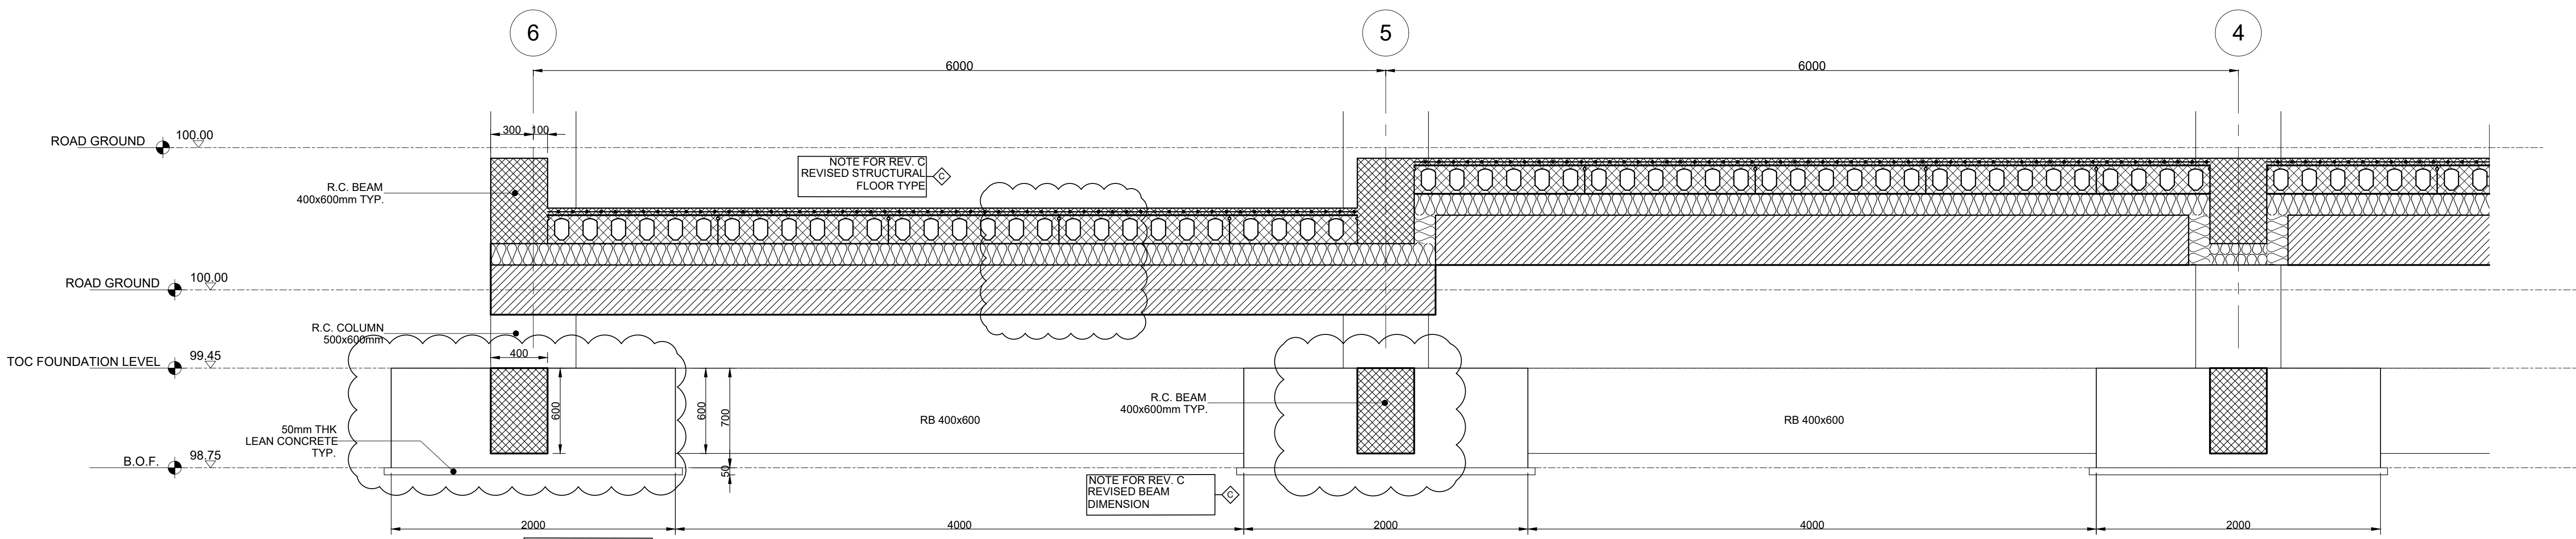 6
5
4
6000
6000
300
100
ROAD GROUND
100.00
NOTE FOR REV. C
REVISED STRUCTURAL
FLOOR TYPE
C
R.C. BEAM
400x600mm TYP.
ROAD GROUND
100.00
R.C. COLUMN
500x600mm
400
TOC FOUNDATION LEVEL
99.45
600
600
700
R.C. BEAM
400x600mm TYP.
RB 400x600
RB 400x600
50mm THK
LEAN CONCRETE
TYP.
B.O.F.
98.75
50
NOTE FOR REV. C
REVISED BEAM
DIMENSION
C
2000
4000
2000
4000
2000